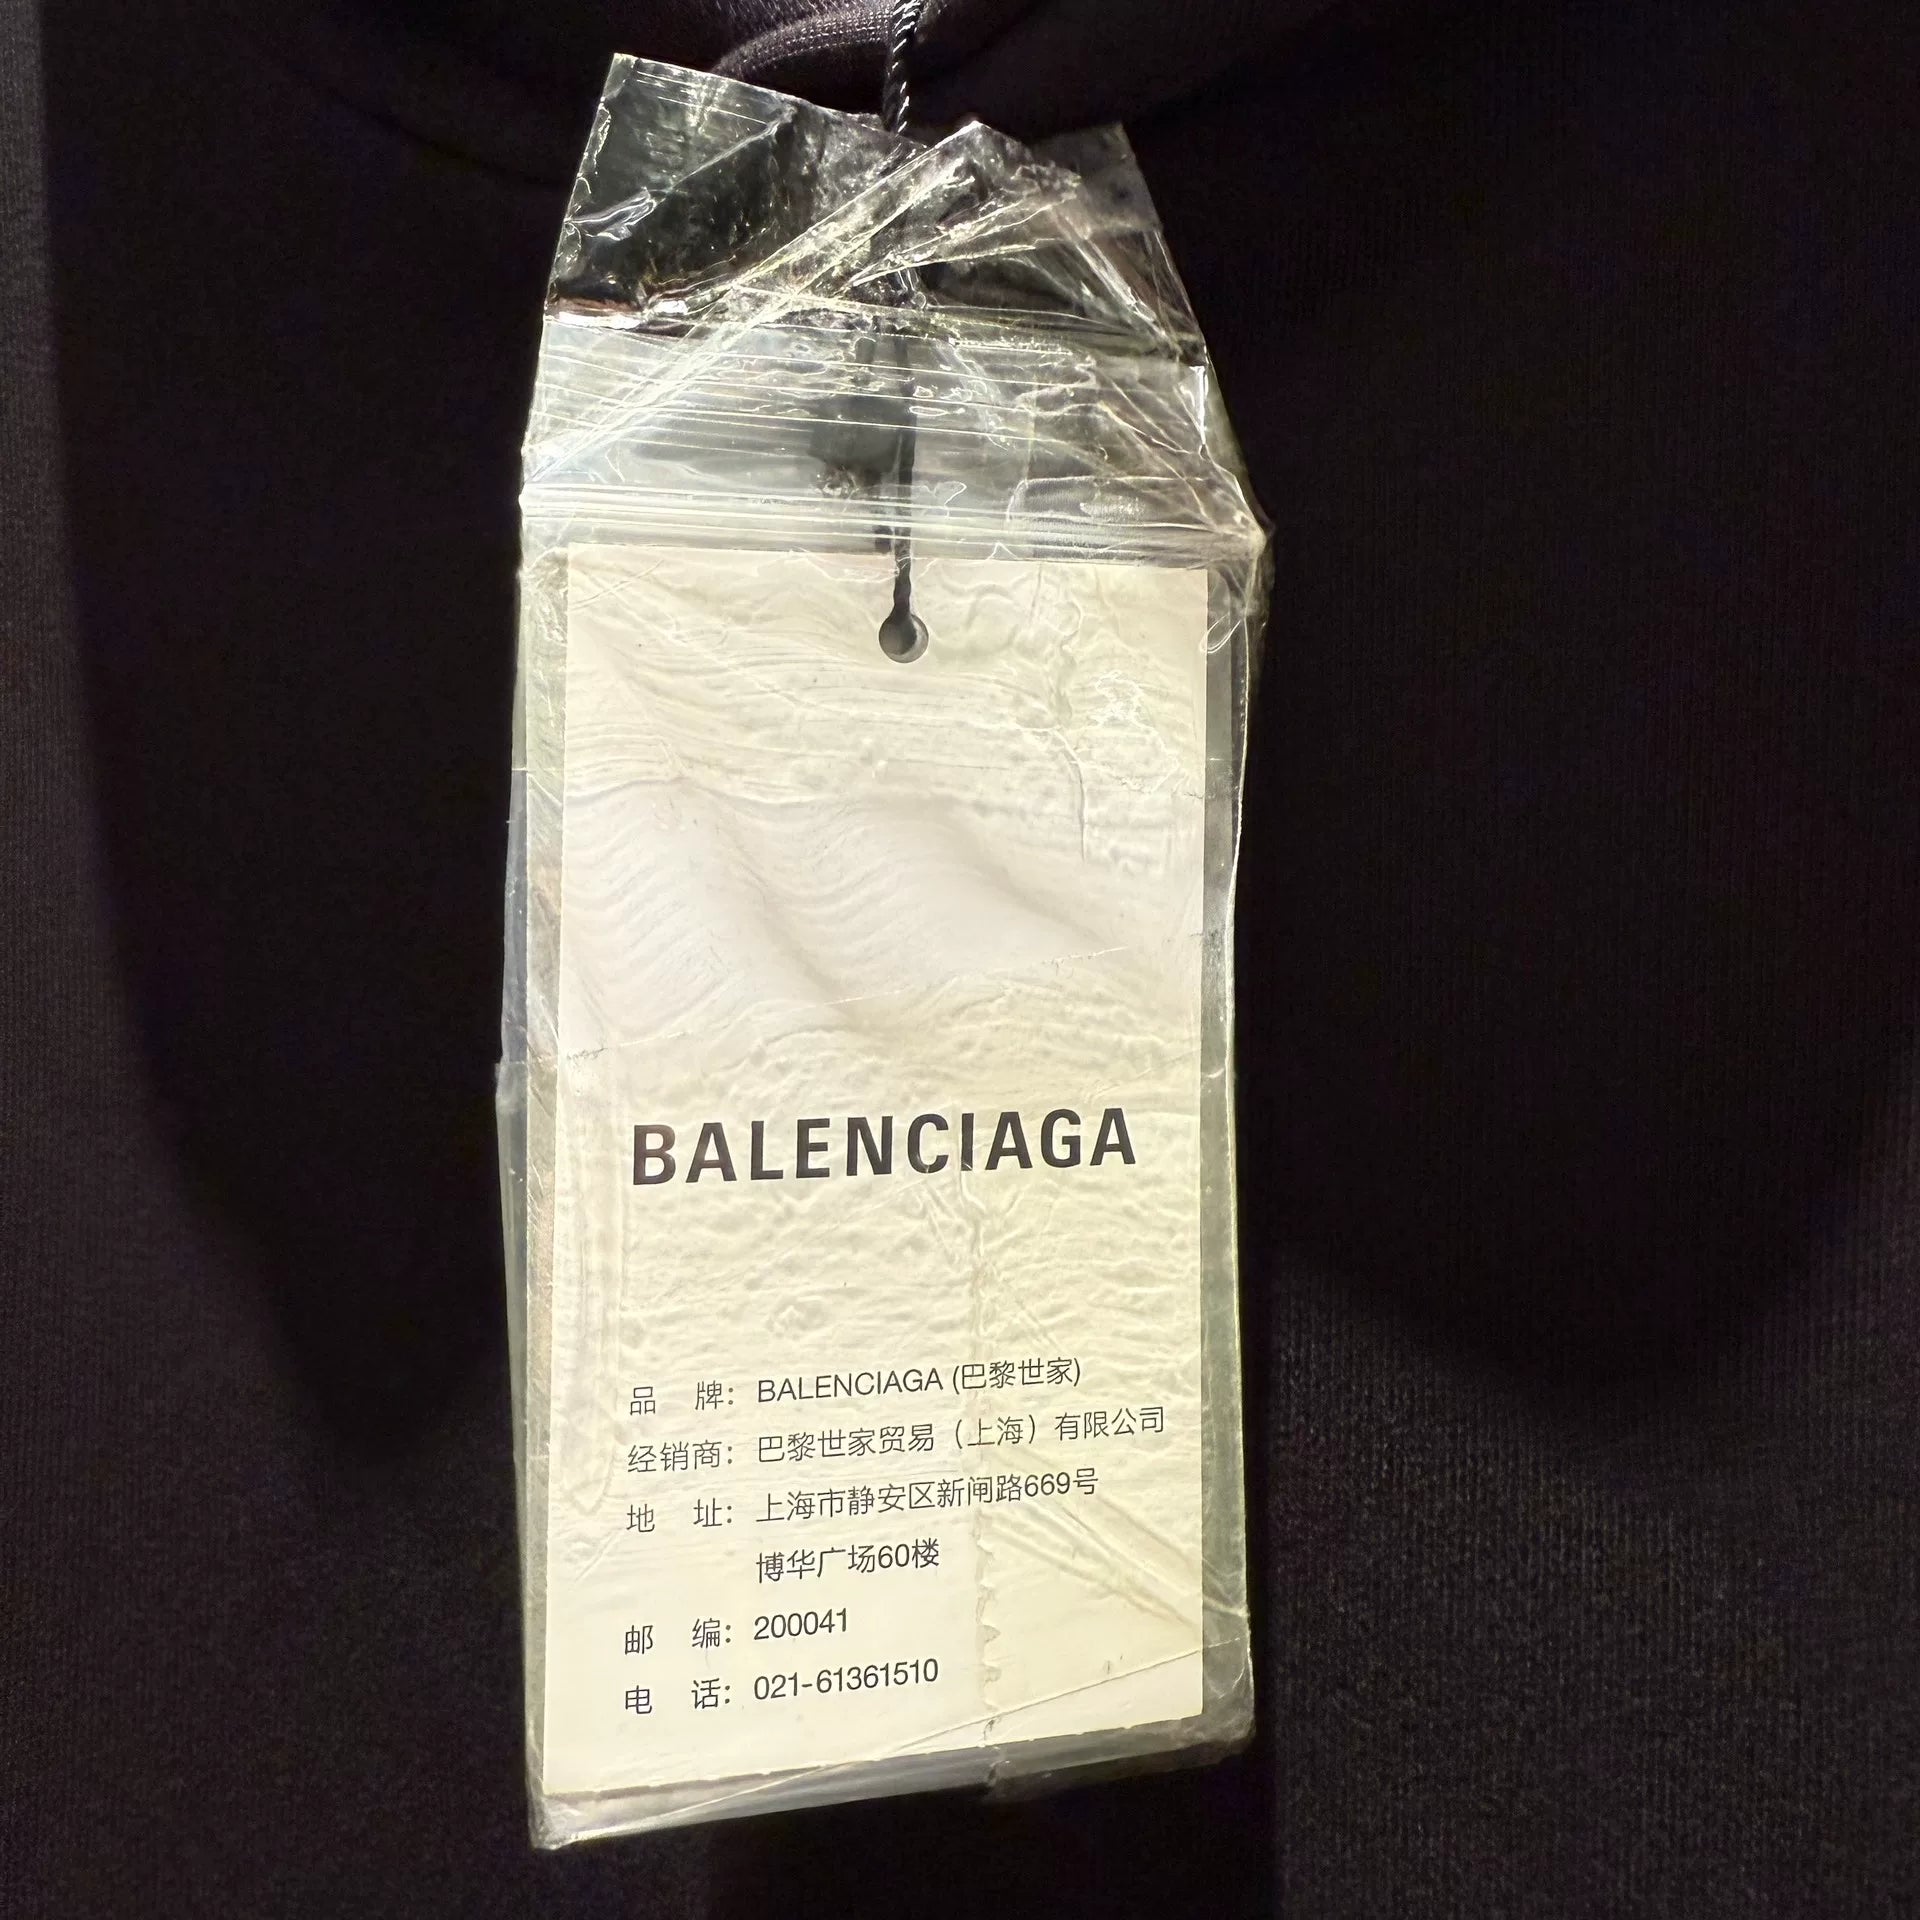 BALENCIAGA
品 牌：BALENCIAGA (巴黎世家)
经销商：巴黎世家贸易（上海）有限公司
地 址：上海市静安区新闸路669号
博华广场60楼
邮 编：200041
电 话：021-61361510